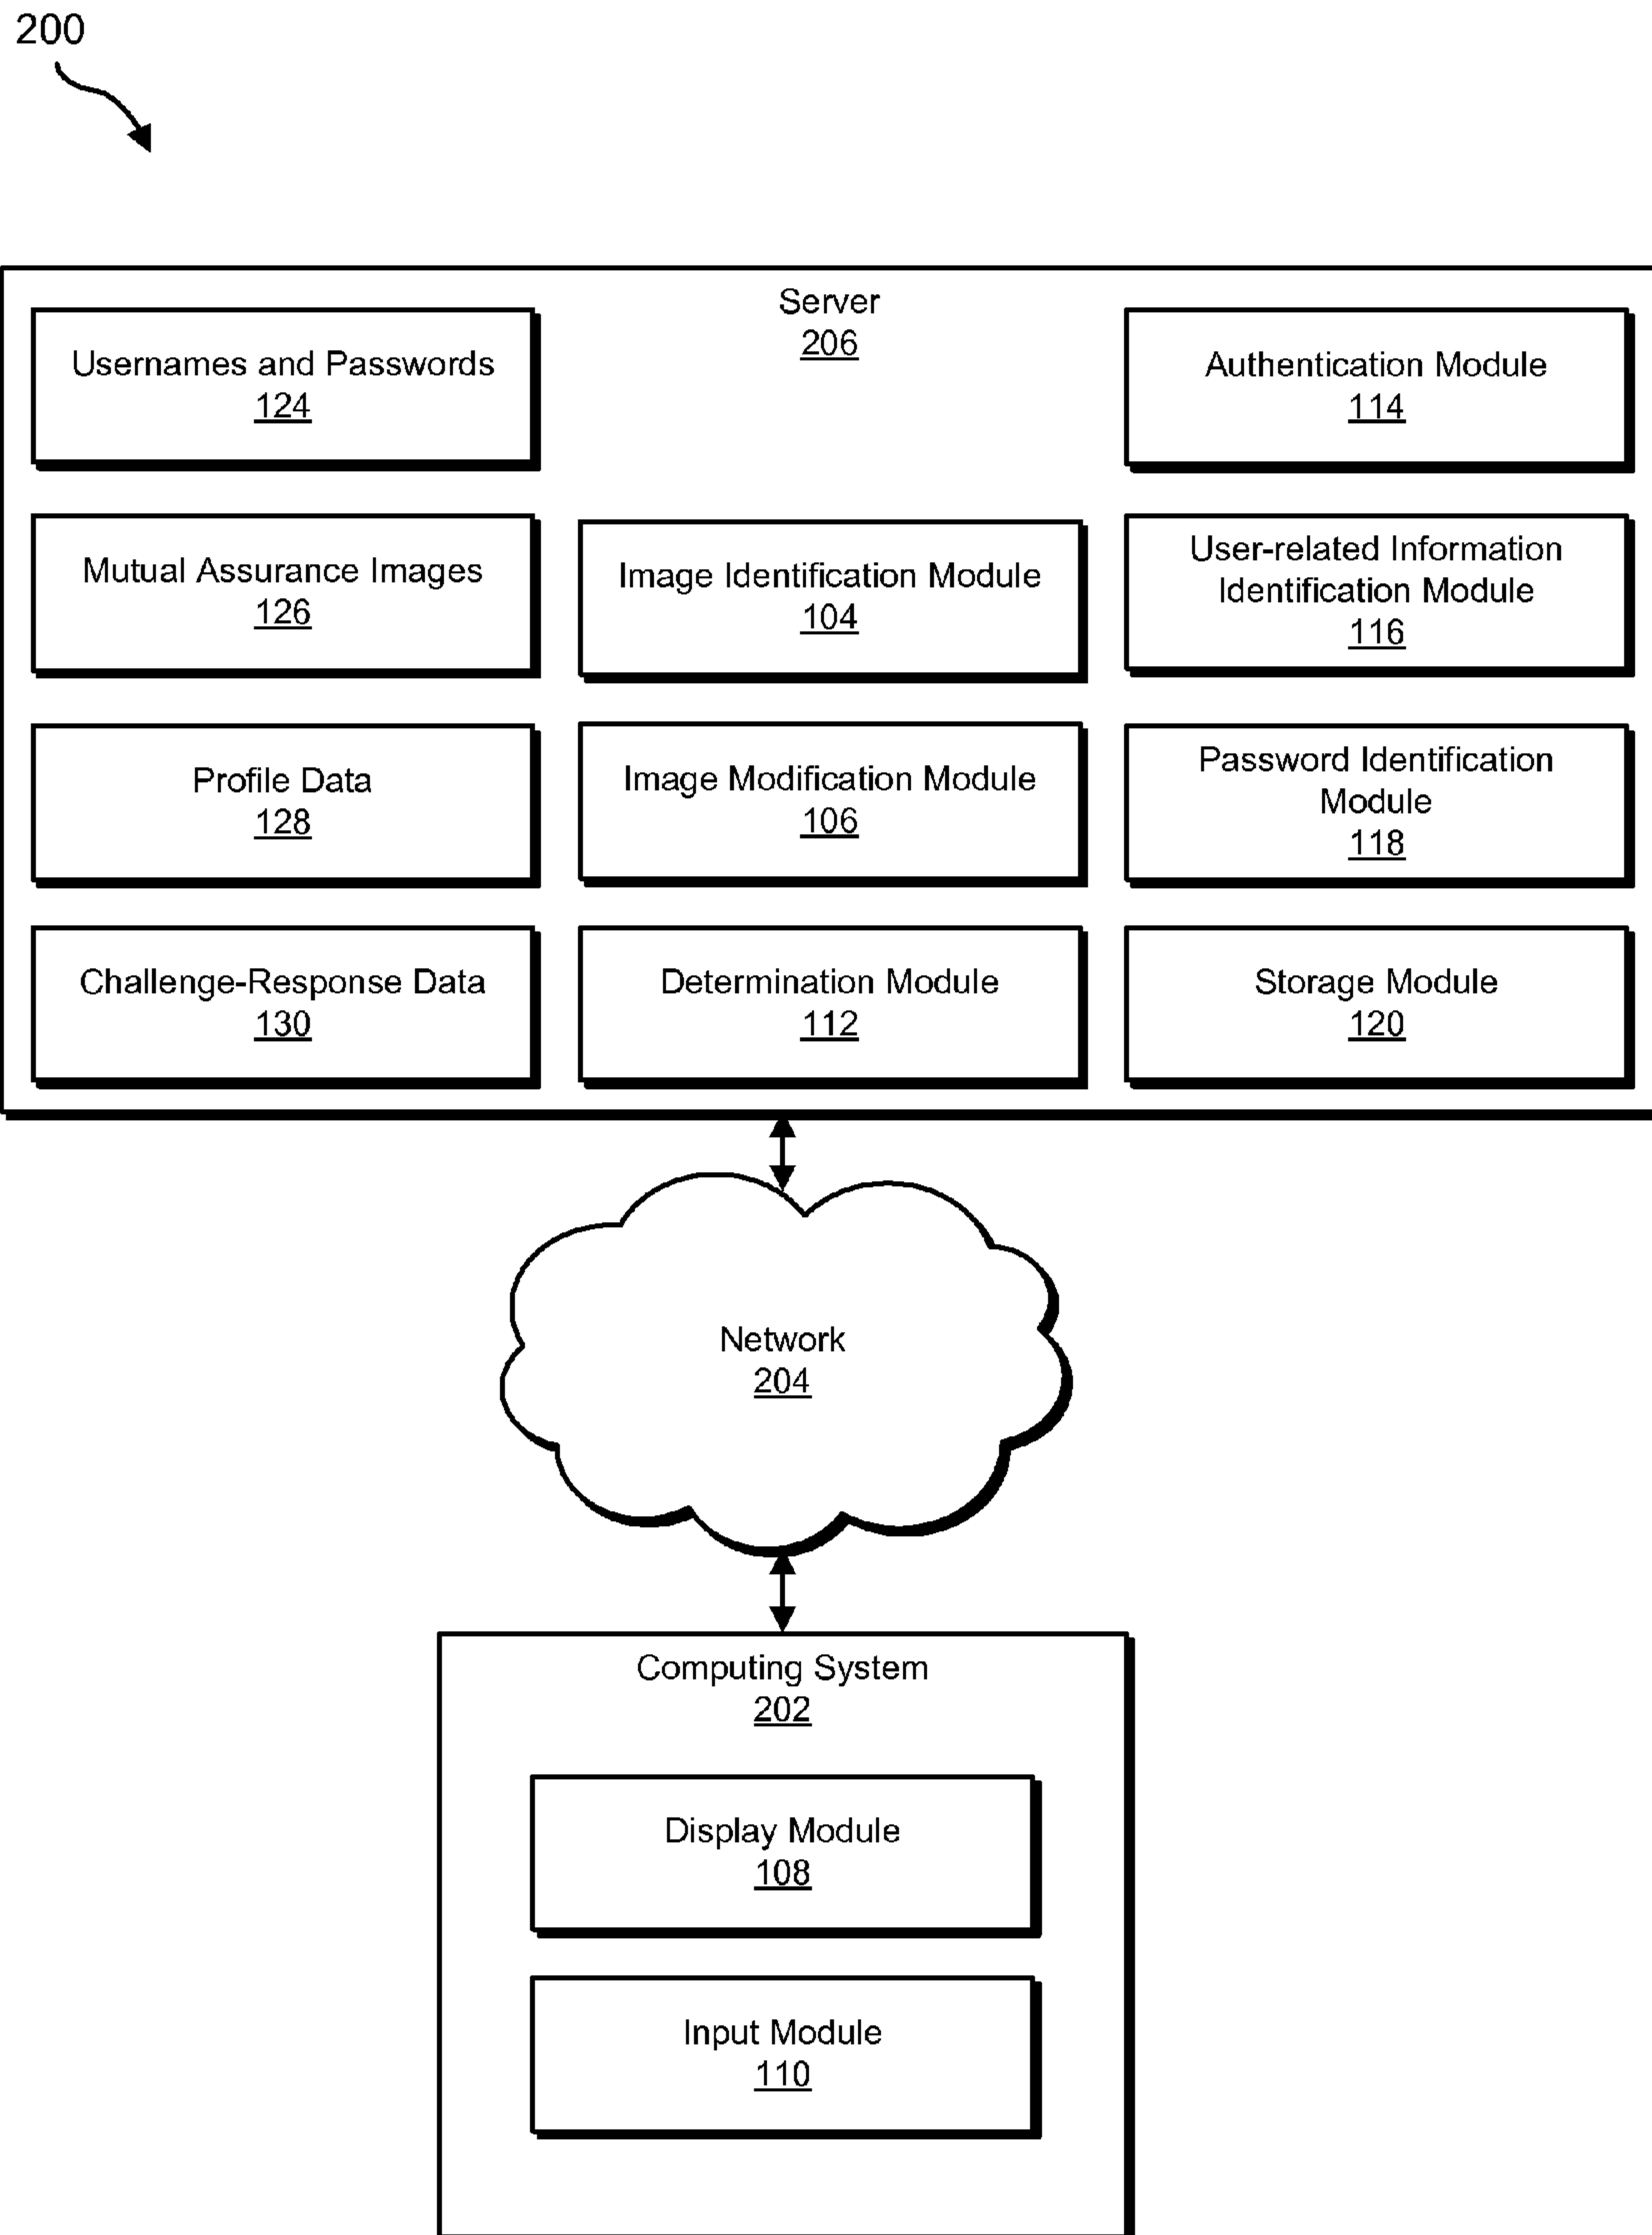 200
Server
206
Usernames and Passwords
124
Authentication Module
114
Mutual Assurance Images
126
Image Identification Module
104
User-related Information
Identification Module
116
Profile Data
128
Image Modification Module
106
Password Identification
Module
118
Challenge-Response Data
130
Determination Module
112
Storage Module
120
Network
204
Computing System
202
Display Module
108
Input Module
110